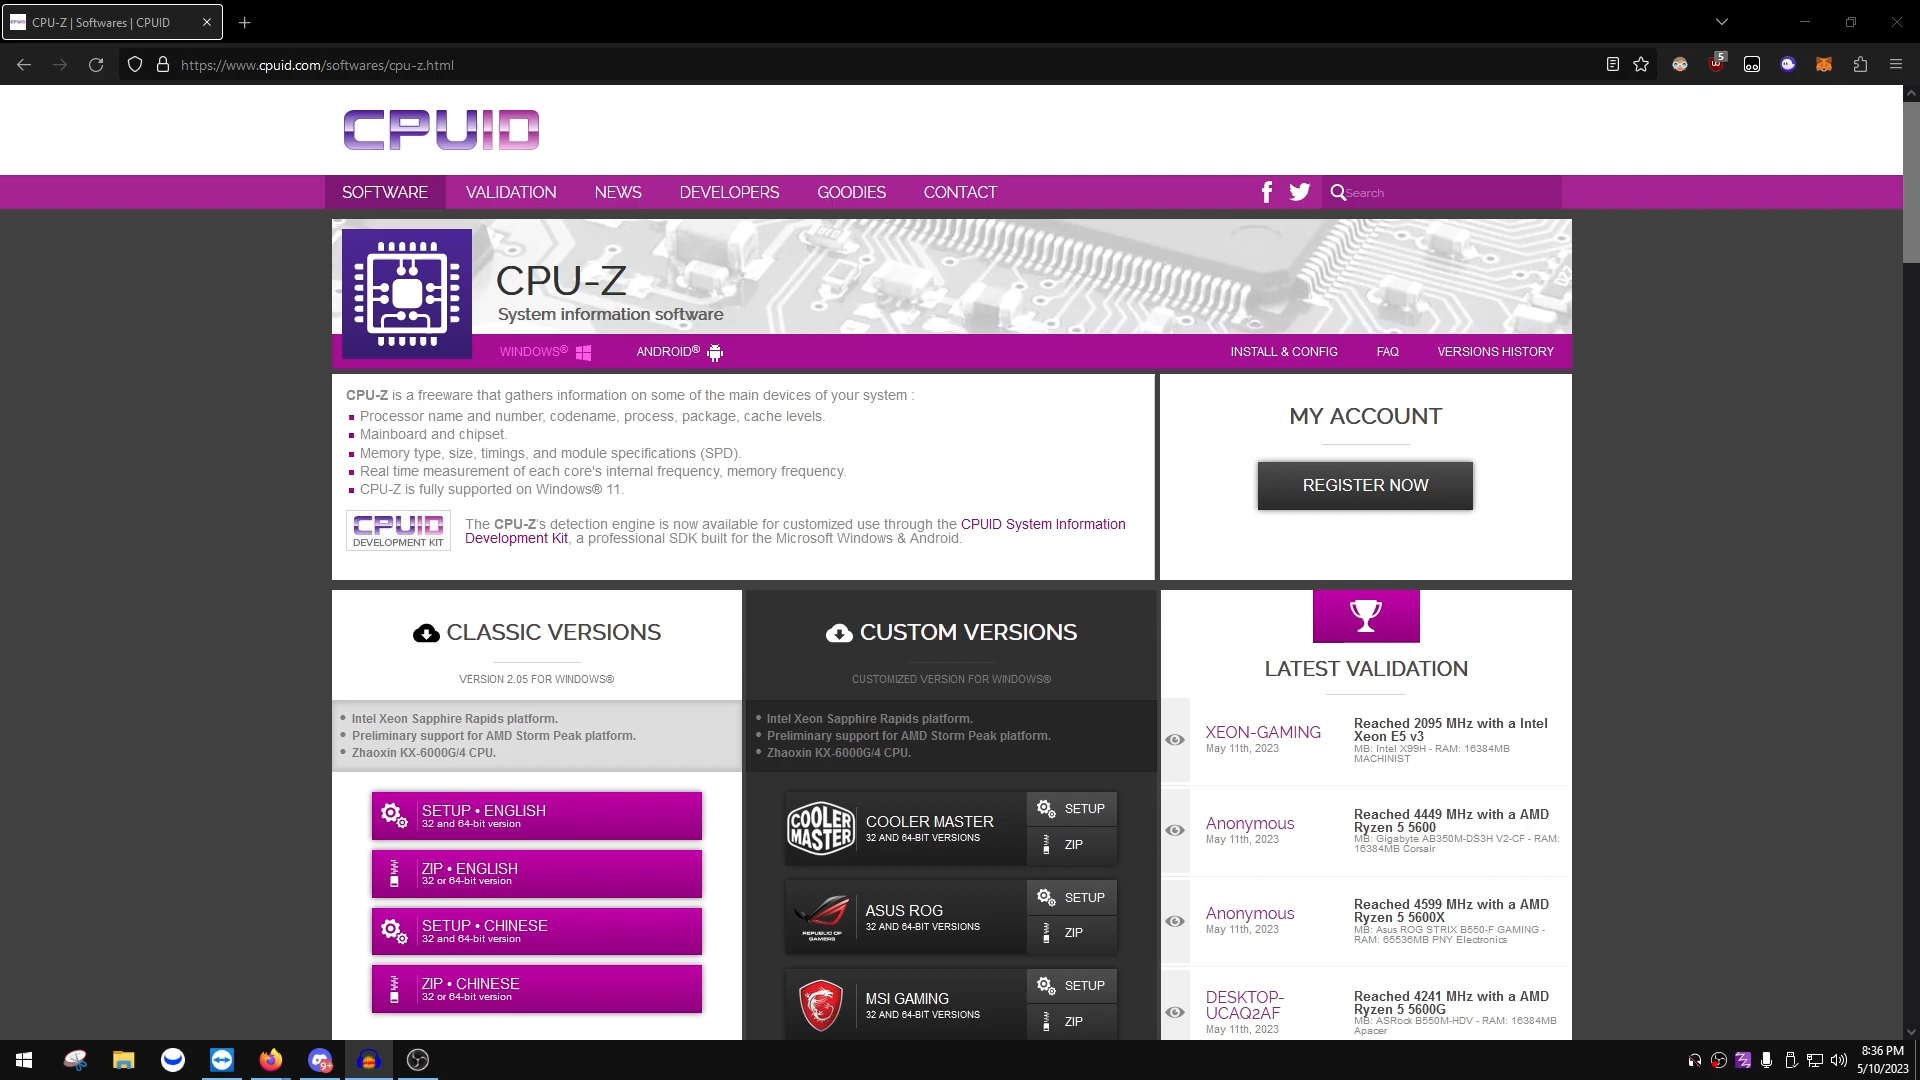 CPU-Z | Softwares | CPUID
https://www.cpuid.com/softwares/cpu-z.html
5
CPUID
SOFTWARE
VALIDATION
NEWS
DEVELOPERS
GOODIES
CONTACT
Search
CPU-Z
System information software
WINDOWS®
ANDROID®
INSTALL & CONFIG
FAQ
VERSIONS HISTORY
CPU-Z is a freeware that gathers information on some of the main devices of your system :
Processor name and number, codename, process, package, cache levels.
Mainboard and chipset.
Memory type, size, timings, and module specifications (SPD).
Real time measurement of each core's internal frequency, memory frequency.
CPU-Z is fully supported on Windows® 11.
CPUID
DEVELOPMENT KIT
The CPU-Z's detection engine is now available for customized use through the CPUID System Information
Development Kit, a professional SDK built for the Microsoft Windows & Android.
MY ACCOUNT
REGISTER NOW
CLASSIC VERSIONS
VERSION 2.05 FOR WINDOWS®
• Intel Xeon Sapphire Rapids platform.
• Preliminary support for AMD Storm Peak platform.
• Zhaoxin KX-6000G/4 CPU.
SETUP • ENGLISH
32 and 64-bit version
ZIP • ENGLISH
32 or 64-bit version
SETUP • CHINESE
32 and 64-bit version
ZIP • CHINESE
32 or 64-bit version
CUSTOM VERSIONS
CUSTOMIZED VERSION FOR WINDOWS®
• Intel Xeon Sapphire Rapids platform.
• Preliminary support for AMD Storm Peak platform.
• Zhaoxin KX-6000G/4 CPU.
COOLER
MASTER
COOLER MASTER
32 AND 64-BIT VERSIONS
SETUP
ZIP
REPUBLIC OF
GAMERS
ASUS ROG
32 AND 64-BIT VERSIONS
SETUP
ZIP
MSI GAMING
32 AND 64-BIT VERSIONS
SETUP
ZIP
LATEST VALIDATION
XEON-GAMING
May 11th, 2023
Reached 2095 MHz with a Intel
Xeon E5 v3
MB: Intel X99H - RAM: 16384MB
MACHINIST
Anonymous
May 11th, 2023
Reached 4449 MHz with a AMD
Ryzen 5 5600
MB: Gigabyte AB350M-DS3H V2-CF - RAM:
16384MB Corsair
Anonymous
May 11th, 2023
Reached 4599 MHz with a AMD
Ryzen 5 5600X
MB: Asus ROG STRIX B550-F GAMING -
RAM: 65536MB PNY Electronics
DESKTOP-
UCAQ2AF
May 11th, 2023
Reached 4241 MHz with a AMD
Ryzen 5 5600G
MB: ASRock B550M-HDV - RAM: 16384MB
Apacer
9+
8:36 PM
5/10/2023